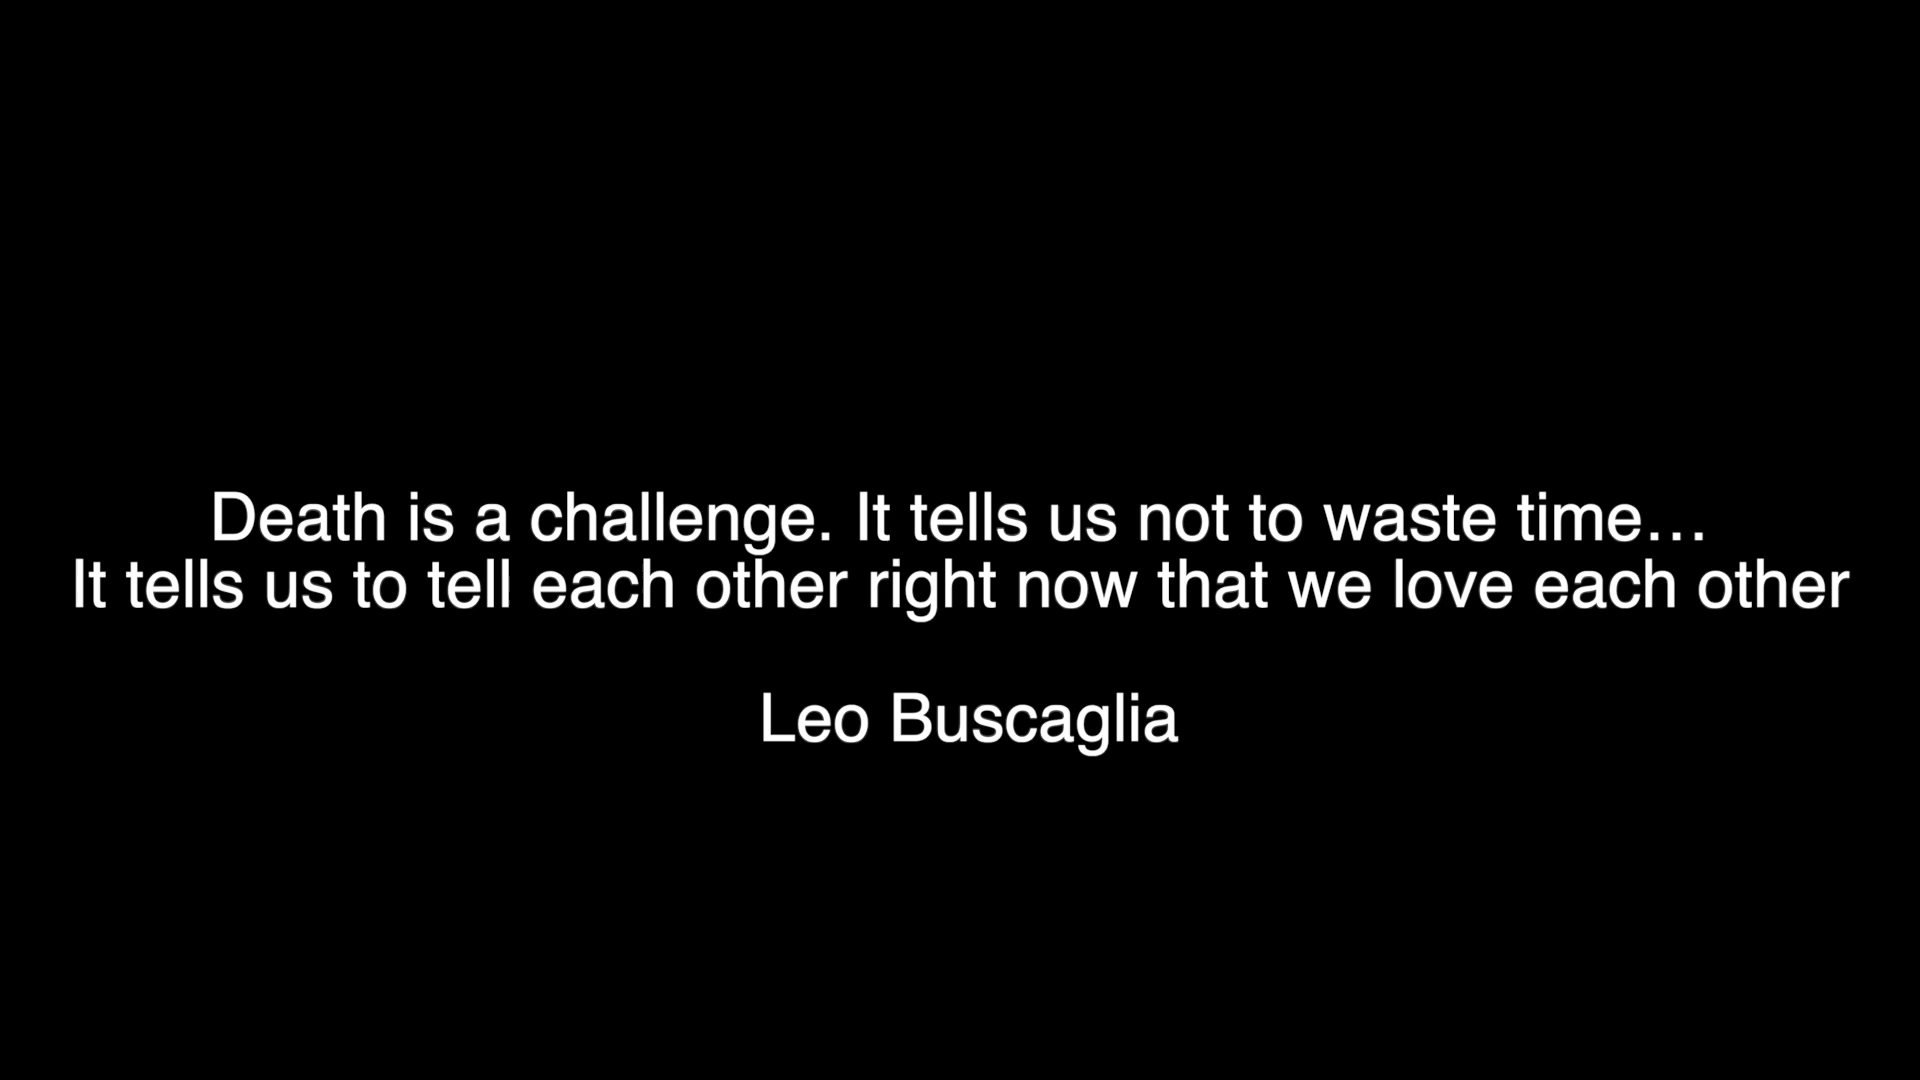 Death is a challenge. It tells us not to waste time…
It tells us to tell each other right now that we love each other
Leo Buscaglia